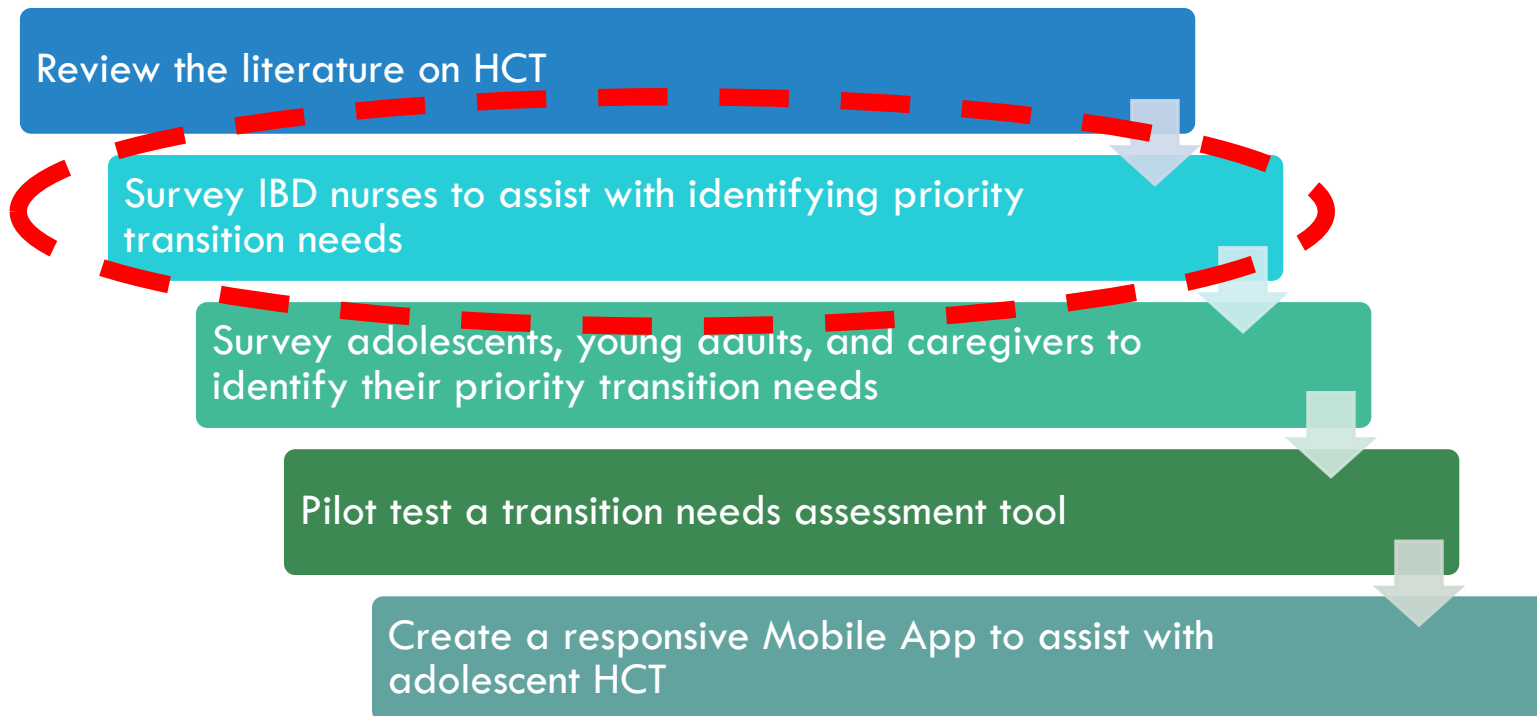 Review the literature on HCT
Survey IBD nurses to assist with identifying priority
transition needs
Survey adolescents, young adults, and caregivers to
identify their priority transition needs
Pilot test a transition needs assessment tool
Create a responsive Mobile App to assist with
adolescent HCT